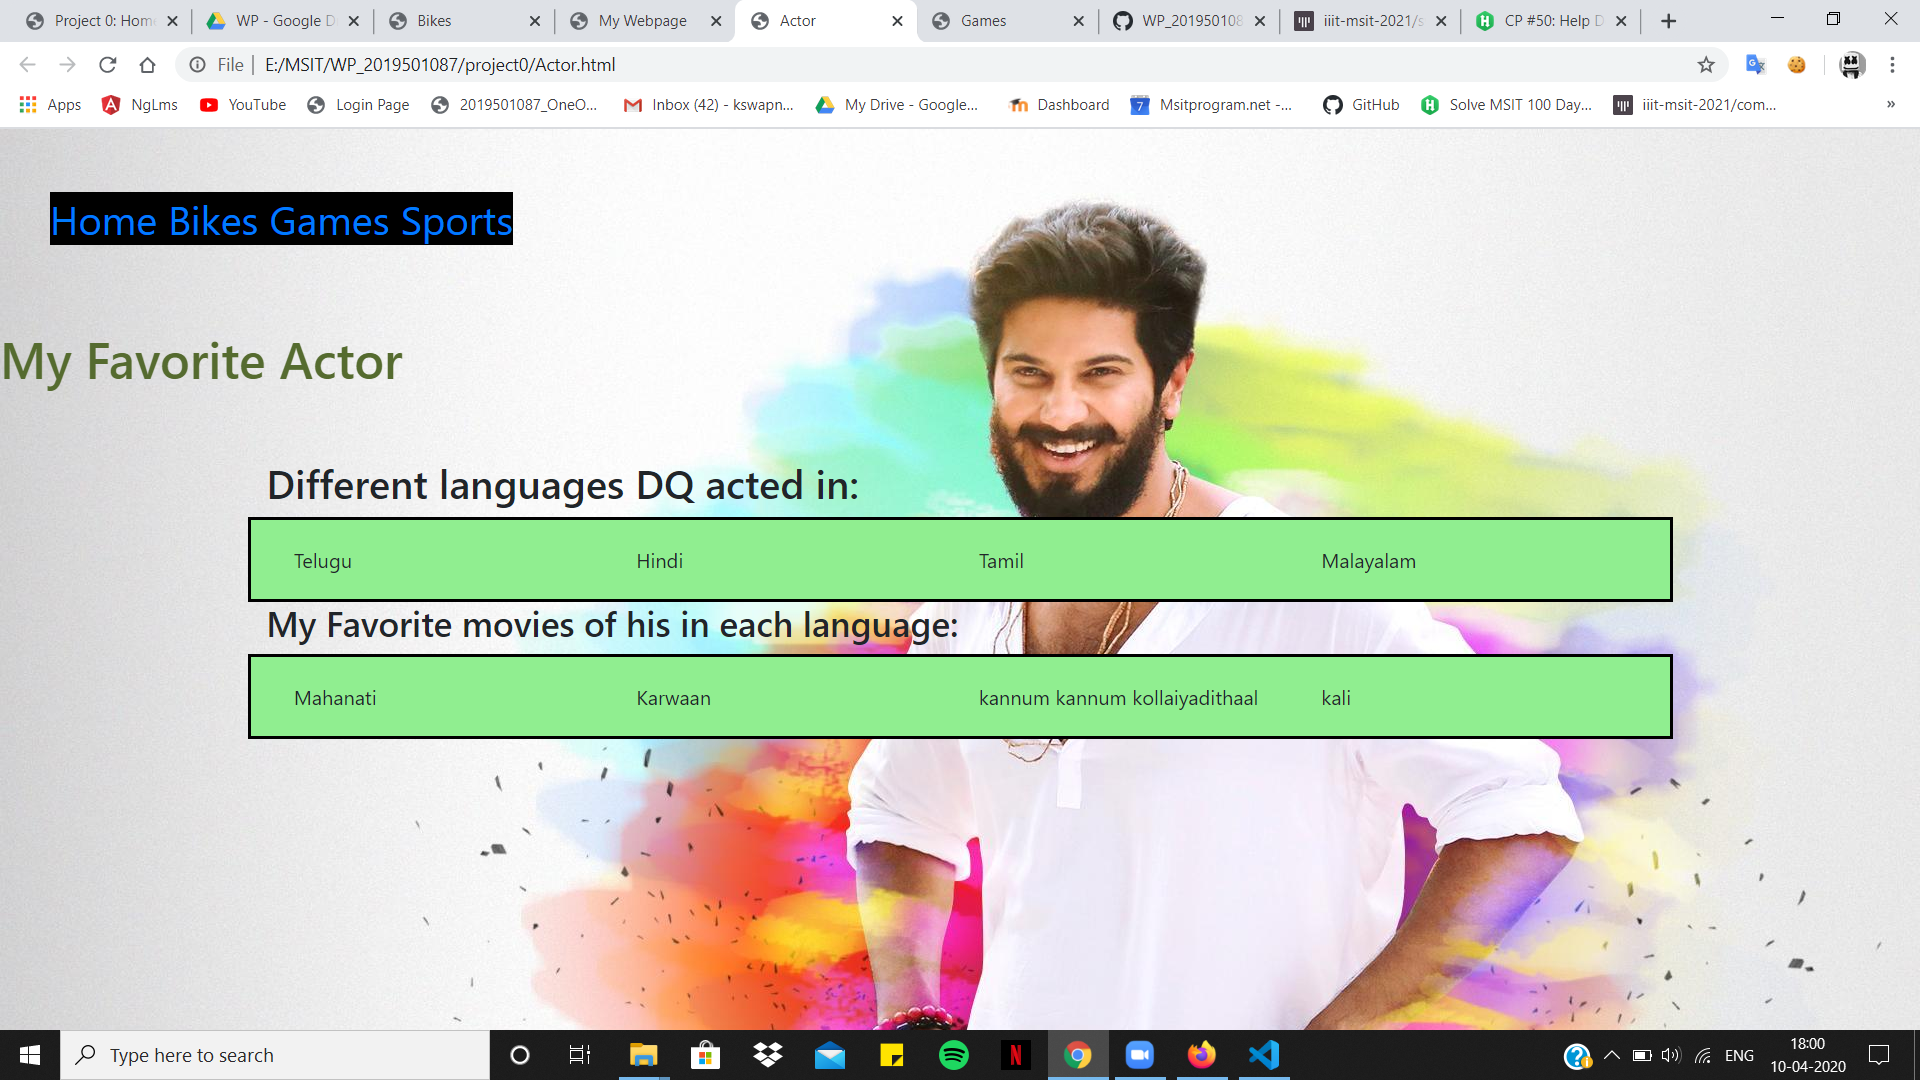 Project 0: Hom
WP - Google D
Bikes
My Webpage
Actor
Games
WP_20195010
iiit-msit-2021/s
CP #50: Help D
File
E:/MSIT/WP_2019501087/project0/Actor.html
Apps
NgLms
YouTube
Login Page
2019501087_OneO...
Inbox (42) - kswapn...
My Drive - Google...
Dashboard
7
Msitprogram.net -...
GitHub
Solve MSIT 100 Day...
iiit-msit-2021/com...
»
Home Bikes Games Sports
My Favorite Actor
Different languages DQ acted in:
Telugu Hindi Tamil Malayalam
My Favorite movies of his in each language:
Mahanati Karwaan kannum kannum kollaiyadithaal kali
Type here to search
ENG
18:00
10-04-2020